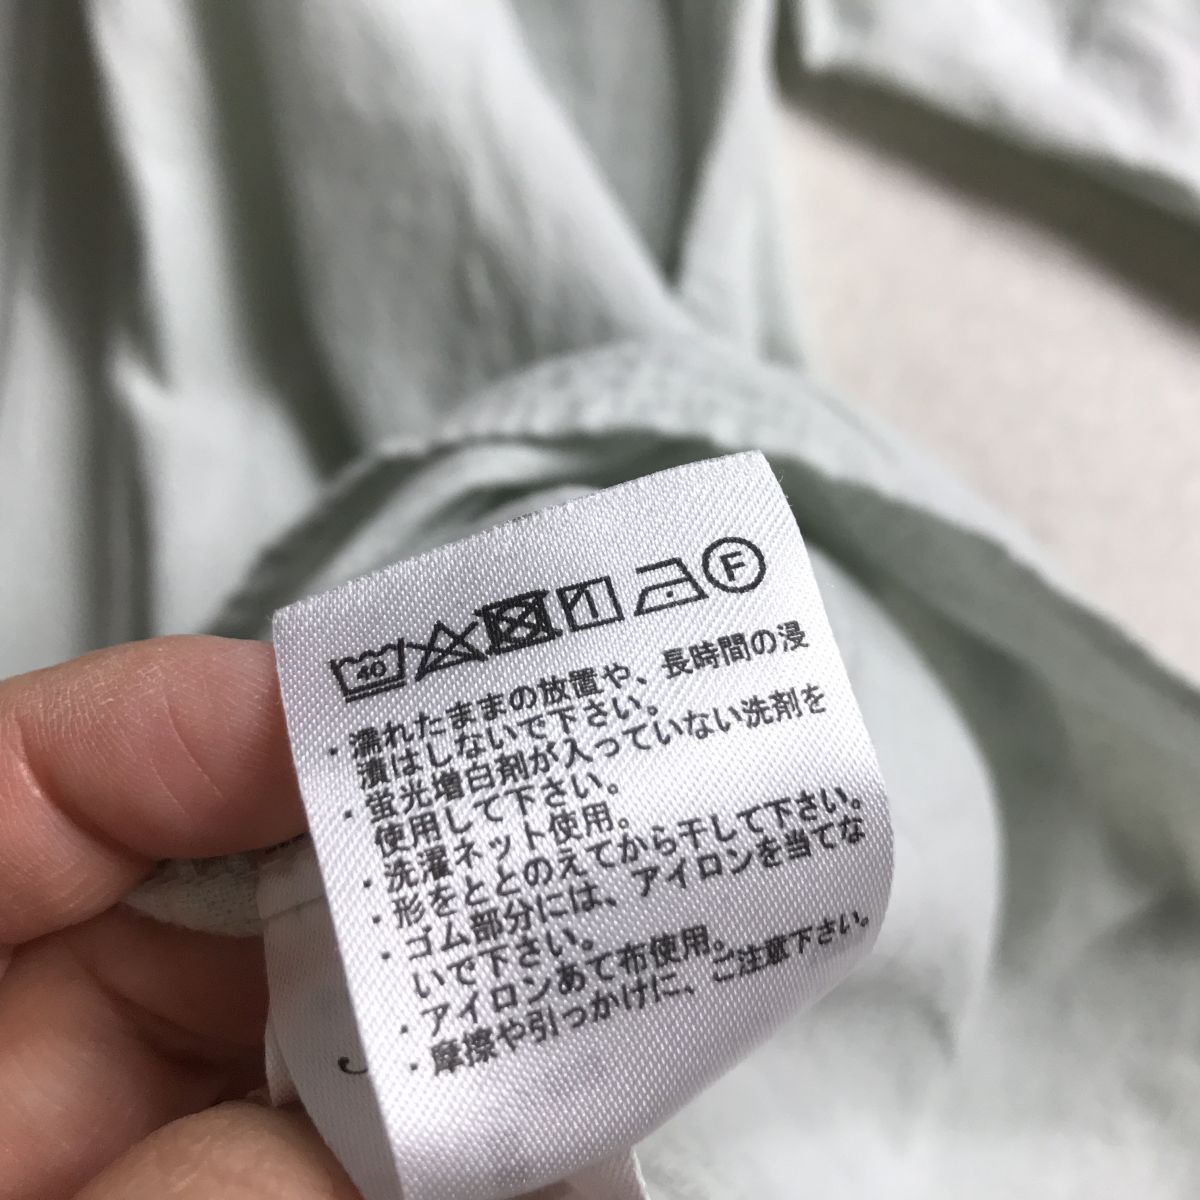 40 F
・濡れたままの放置や、長時間の浸
漬はしないで下さい。
・蛍光増白剤が入っていない洗剤を
使用して下さい。
・洗濯ネット使用。
・形をととのえてから干して下さい。
・ゴム部分には、アイロンを当てな
いで下さい。
・アイロンあて布使用。
・摩擦や引っかけに、ご注意下さい。